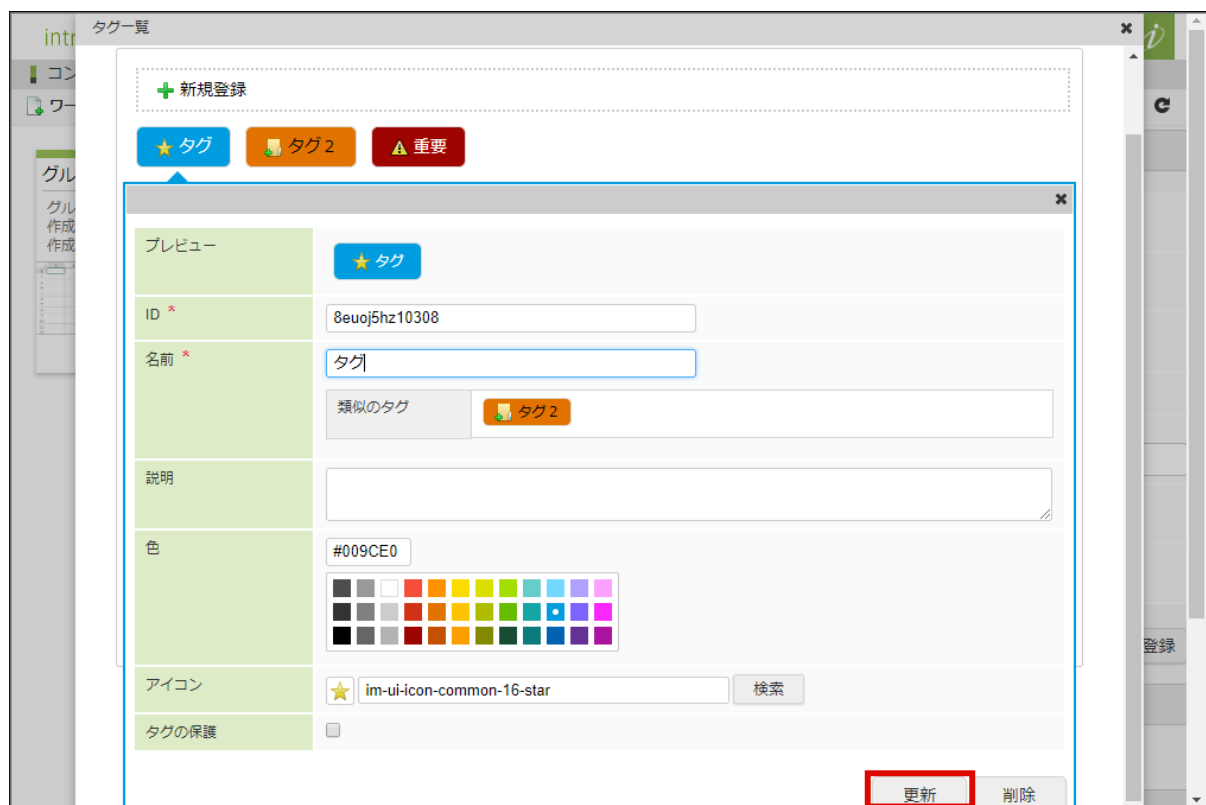 タグ一覧
intr
コン
ワー
グル
グル
作成
作成
新規登録
タグ
タグ2
重要
プレビュー
タグ
ID *
8euoj5hz10308
名前 *
タグ
類似のタグ
タグ2
説明
色
#009CE0
アイコン
im-ui-icon-common-16-star
検索
タグの保護
更新
削除
登録